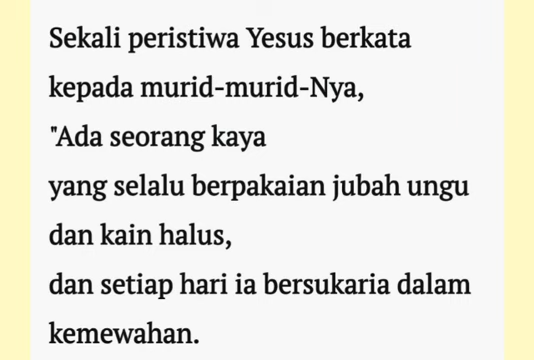 Sekali peristiwa Yesus berkata
kepada murid-murid-Nya,
"Ada seorang kaya
yang selalu berpakaian jubah ungu
dan kain halus,
dan setiap hari ia bersukaria dalam
kemewahan.